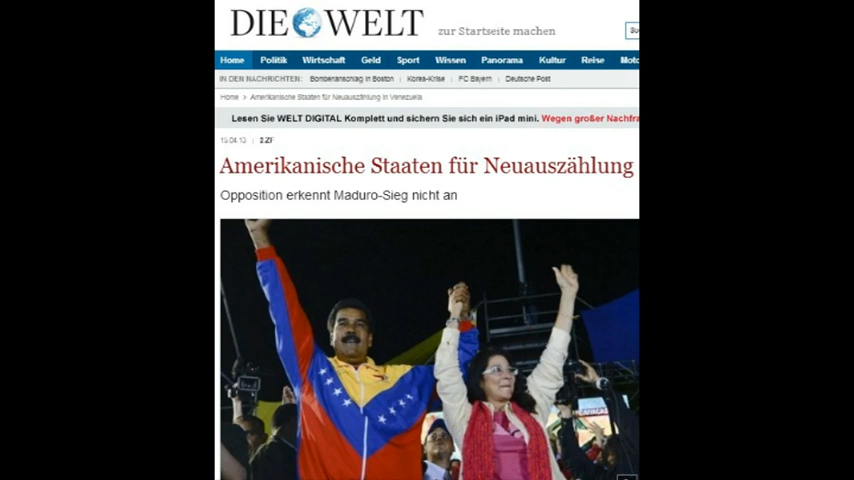 DIE WELT zur Startseite machen
Home Politik Wirtschaft Geld Sport Wissen Panorama Kultur Reise
IN DEN NACHRICHTEN: Bombenanschlag in Boston | Korea-Krise | FC Bayern | Deutsche Post
Home > Amerikanische Staaten für Neuauszählung in Venezuela
Lesen Sie WELT DIGITAL Komplett und sichern Sie sich ein iPad mini. Wegen großer Nachfra
Amerikanische Staaten für Neuauszählung
Opposition erkennt Maduro-Sieg nicht an